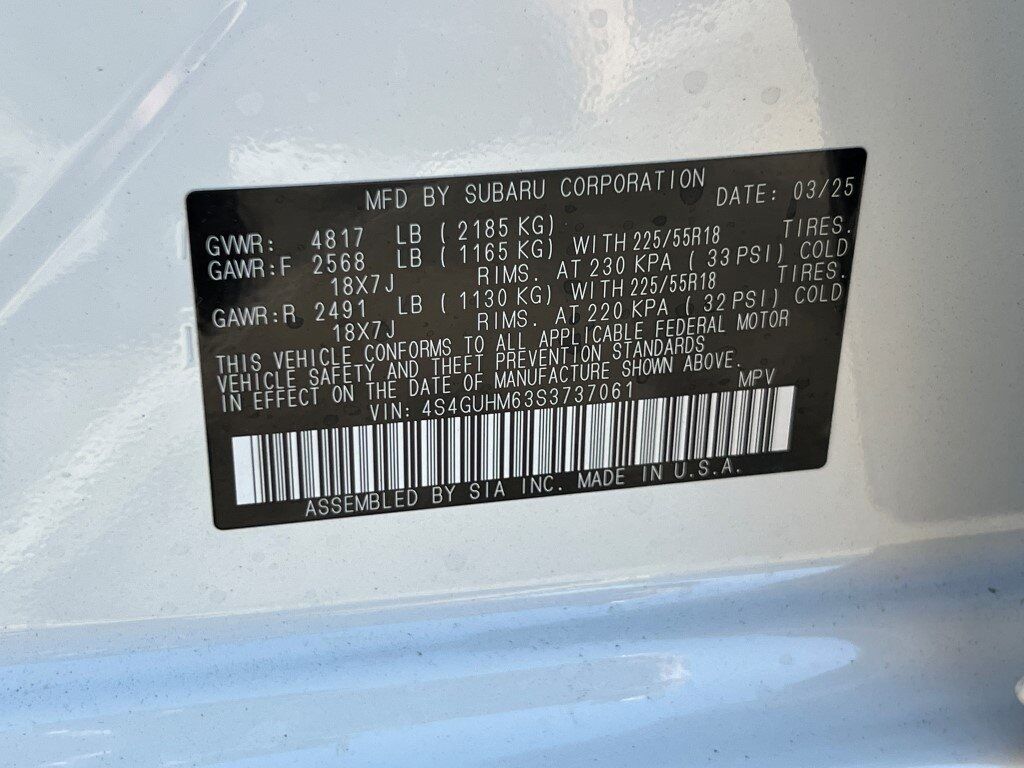 MFD BY SUBARU CORPORATION DATE: 03/25
GVWR: 4817 LB ( 2185 KG)
GAWR:F 2568 LB ( 1165 KG) WITH 225/55R18 TIRES.
18X7J RIMS. AT 230 KPA ( 33 PSI) COLD
GAWR:R 2491 LB ( 1130 KG) WITH 225/55R18 TIRES.
18X7J RIMS. AT 220 KPA ( 32 PSI) COLD
THIS VEHICLE CONFORMS TO ALL APPLICABLE FEDERAL MOTOR
VEHICLE SAFETY AND THEFT PREVENTION STANDARDS
IN EFFECT ON THE DATE OF MANUFACTURE SHOWN ABOVE.
VIN: 4S4GUHM63S3737061 MPV
ASSEMBLED BY SIA INC. MADE IN U.S.A.